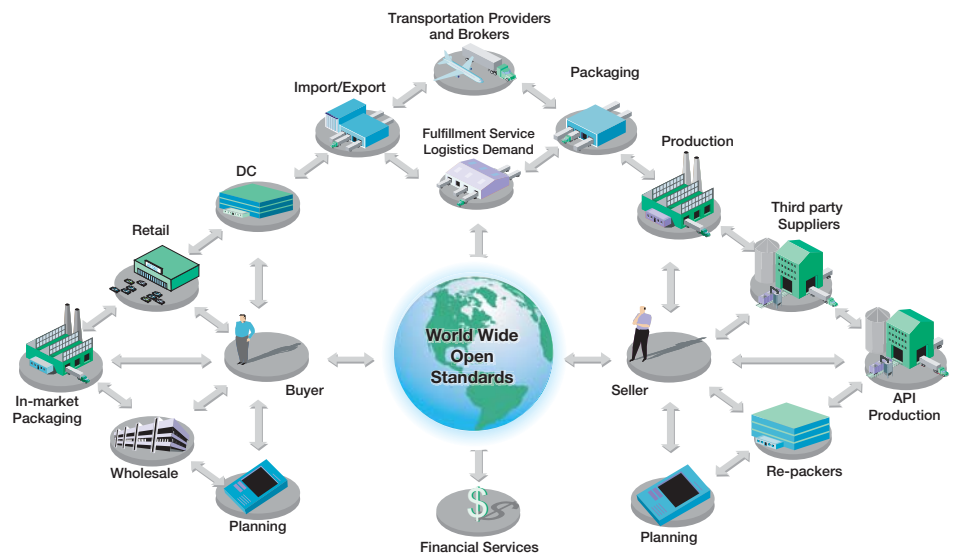 Transportation Providers
and Brokers
Packaging
Import/Export
Fulfillment Service
Logistics Demand
Production
DC
Third party
Suppliers
Retail
World Wide
Open
Standards
In-market
Packaging
Buyer
Seller
API
Production
Wholesale
Re-packers
Planning
Planning
$
Financial Services